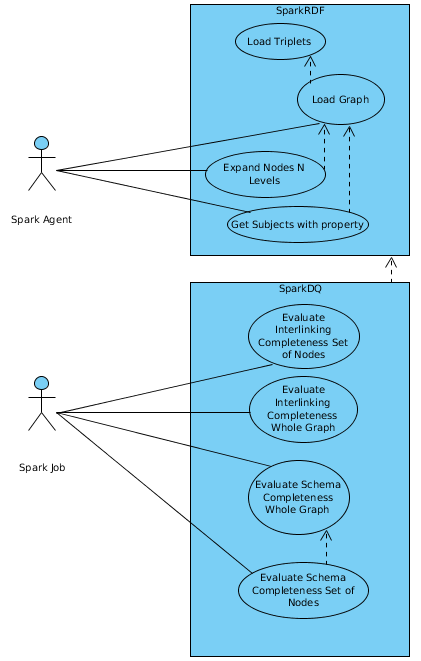 SparkRDF
Load Triplets
Load Graph
Expand Nodes N
Levels
Get Subjects with property
Spark Agent
SparkDQ
Evaluate
Interlinking
Completeness Set
of Nodes
Evaluate
Interlinking
Completeness
Whole Graph
Spark Job
Evaluate Schema
Completeness
Whole Graph
Evaluate Schema
Completeness Set of
Nodes